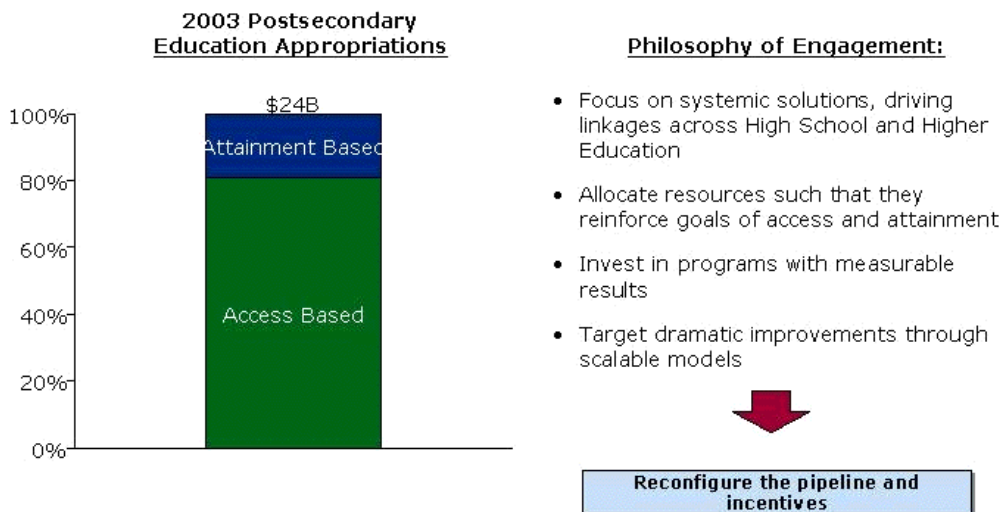 2003 Postsecondary
Education Appropriations
$24B
100%
80%
60%
40%
20%
0%
Attainment Based
Access Based
Philosophy of Engagement:
• Focus on systemic solutions, driving
linkages across High School and Higher
Education
• Allocate resources such that they
reinforce goals of access and attainment
• Invest in programs with measurable
results
• Target dramatic improvements through
scalable models
Reconfigure the pipeline and
incentives